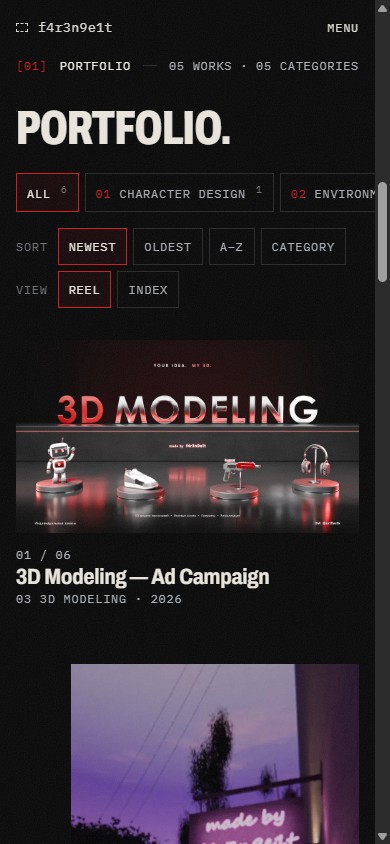 f4r3n9e1t
MENU
[01] PORTFOLIO — 05 WORKS · 05 CATEGORIES
PORTFOLIO.
ALL 6
01 CHARACTER DESIGN 1
02 ENVIRONM
SORT NEWEST OLDEST A–Z CATEGORY
VIEW REEL INDEX
YOUR IDEA. MY 3D.
3D MODELING
made by
01 / 06
3D Modeling — Ad Campaign
03 3D MODELING · 2026
made by